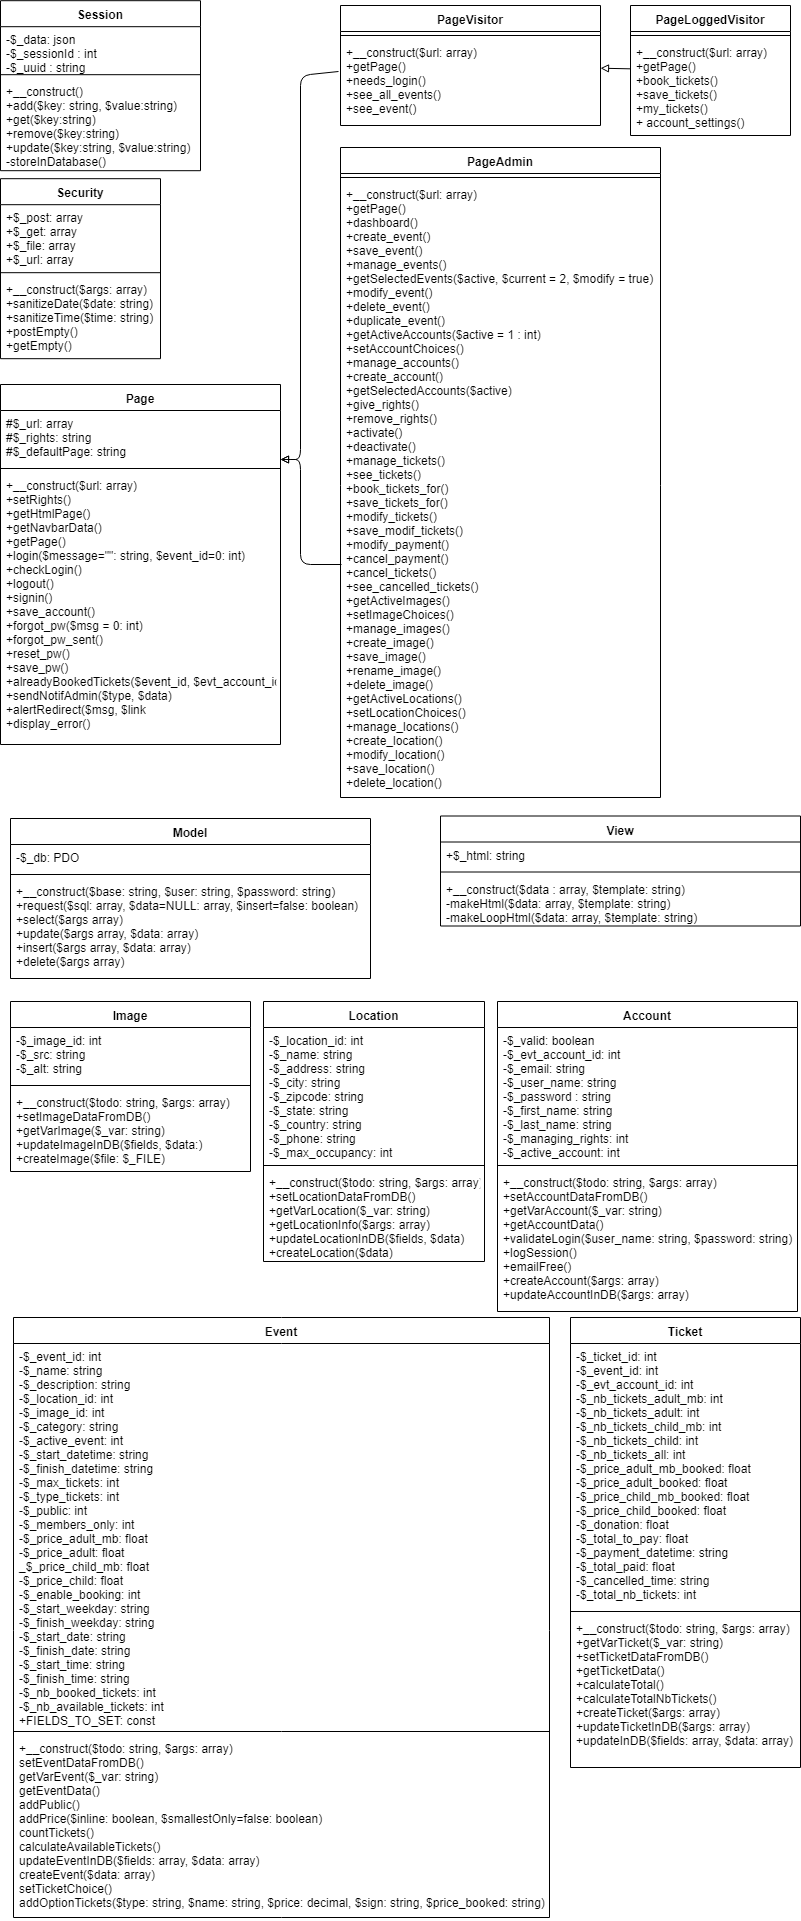 Session
-$_data: json
-$_sessionId : int
-$_uuid : string
+__construct()
+add($key: string, $value:string)
+get($key:string)
+remove($key:string)
+update($key:string, $value:string)
-storeInDatabase()
Security
+$_post: array
+$_get: array
+$_file: array
+$_url: array
+__construct($args: array)
+sanitizeDate($date: string)
+sanitizeTime($time: string)
+postEmpty()
+getEmpty()
Page
#$_url: array
#$_rights: string
#$_defaultPage: string
+__construct($url: array)
+setRights()
+getHtmlPage()
+getNavbarData()
+getPage()
+login($message="": string, $event_id=0: int)
+checkLogin()
+logout()
+signin()
+save_account()
+forgot_pw($msg = 0: int)
+forgot_pw_sent()
+reset_pw()
+save_pw()
+alreadyBookedTickets($event_id, $evt_account_i
+sendNotifAdmin($type, $data)
+alertRedirect($msg, $link
+display_error()
PageVisitor
+__construct($url: array)
+getPage()
+needs_login()
+see_all_events()
+see_event()
PageLoggedVisitor
+__construct($url: array)
+getPage()
+book_tickets()
+save_tickets()
+my_tickets()
+ account_settings()
PageAdmin
+__construct($url: array)
+getPage()
+dashboard()
+create_event()
+save_event()
+manage_events()
+getSelectedEvents($active, $current = 2, $modify = true)
+modify_event()
+delete_event()
+duplicate_event()
+getActiveAccounts($active = 1 : int)
+setAccountChoices()
+manage_accounts()
+create_account()
+getSelectedAccounts($active)
+give_rights()
+remove_rights()
+activate()
+deactivate()
+manage_tickets()
+see_tickets()
+book_tickets_for()
+save_tickets_for()
+modify_tickets()
+save_modif_tickets()
+modify_payment()
+cancel_payment()
+cancel_tickets()
+see_cancelled_tickets()
+getActiveImages()
+setImageChoices()
+manage_images()
+create_image()
+save_image()
+rename_image()
+delete_image()
+getActiveLocations()
+setLocationChoices()
+manage_locations()
+create_location()
+modify_location()
+save_location()
+delete_location()
Model
-$_db: PDO
+__construct($base: string, $user: string, $password: string)
+request($sql: array, $data=NULL: array, $insert=false: boolean)
+select($args array)
+update($args array, $data: array)
+insert($args array, $data: array)
+delete($args array)
View
+$_html: string
+__construct($data : array, $template: string)
-makeHtml($data: array, $template: string)
-makeLoopHtml($data: array, $template: string)
Image
-$_image_id: int
-$_src: string
-$_alt: string
+__construct($todo: string, $args: array)
+setImageDataFromDB()
+getVarImage($_var: string)
+updateImageInDB($fields, $data:)
+createImage($file: $_FILE)
Location
-$_location_id: int
-$_name: string
-$_address: string
-$_city: string
-$_zipcode: string
-$_state: string
-$_country: string
-$_phone: string
-$_max_occupancy: int
+__construct($todo: string, $args: array
+setLocationDataFromDB()
+getVarLocation($_var: string)
+getLocationInfo($args: array)
+updateLocationInDB($fields, $data)
+createLocation($data)
Account
-$_valid: boolean
-$_evt_account_id: int
-$_email: string
-$_user_name: string
-$_password : string
-$_first_name: string
-$_last_name: string
-$_managing_rights: int
-$_active_account: int
+__construct($todo: string, $args: array)
+setAccountDataFromDB()
+getVarAccount($_var: string)
+getAccountData()
+validateLogin($user_name: string, $password: string)
+logSession()
+emailFree()
+createAccount($args: array)
+updateAccountInDB($args: array)
Event
-$_event_id: int
-$_name: string
-$_description: string
-$_location_id: int
-$_image_id: int
-$_category: string
-$_active_event: int
-$_start_datetime: string
-$_finish_datetime: string
-$_max_tickets: int
-$_type_tickets: int
-$_public: int
-$_members_only: int
-$_price_adult_mb: float
-$_price_adult: float
_$_price_child_mb: float
-$_price_child: float
-$_enable_booking: int
-$_start_weekday: string
-$_finish_weekday: string
-$_start_date: string
-$_finish_date: string
-$_start_time: string
-$_finish_time: string
-$_nb_booked_tickets: int
-$_nb_available_tickets: int
+FIELDS_TO_SET: const
+__construct($todo: string, $args: array)
setEventDataFromDB()
getVarEvent($_var: string)
getEventData()
addPublic()
addPrice($inline: boolean, $smallestOnly=false: boolean)
countTickets()
calculateAvailableTickets()
updateEventInDB($fields: array, $data: array)
createEvent($data: array)
setTicketChoice()
addOptionTickets($type: string, $name: string, $price: decimal, $sign: string, $price_booked: string)
Ticket
-$_ticket_id: int
-$_event_id: int
-$_evt_account_id: int
-$_nb_tickets_adult_mb: int
-$_nb_tickets_adult: int
-$_nb_tickets_child_mb: int
-$_nb_tickets_child: int
-$_nb_tickets_all: int
-$_price_adult_mb_booked: float
-$_price_adult_booked: float
-$_price_child_mb_booked: float
-$_price_child_booked: float
-$_donation: float
-$_total_to_pay: float
-$_payment_datetime: string
-$_total_paid: float
-$_cancelled_time: string
-$_total_nb_tickets: int
+__construct($todo: string, $args: array)
+getVarTicket($_var: string)
+setTicketDataFromDB()
+getTicketData()
+calculateTotal()
+calculateTotalNbTickets()
+createTicket($args: array)
+updateTicketInDB($args: array)
+updateInDB($fields: array, $data: array)